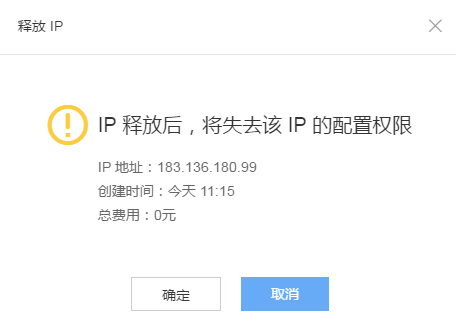 释放 IP
IP 释放后，将失去该 IP 的配置权限
IP 地址：183.136.180.99
创建时间：今天 11:15
总费用：0元
确定 取消